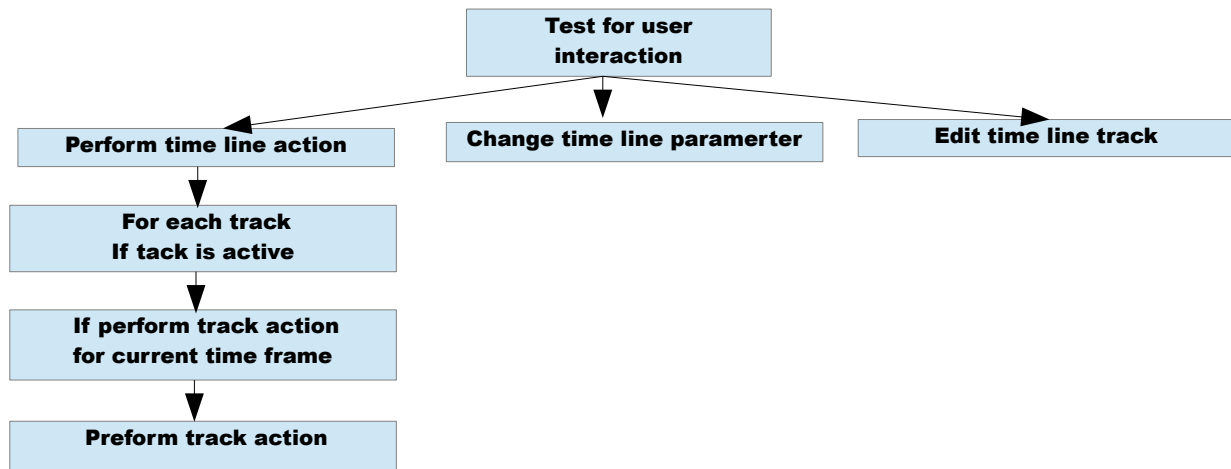 Test for user
interaction
Perform time line action
Change time line paramerter
Edit time line track
For each track
If tack is active
If perform track action
for current time frame
Preform track action